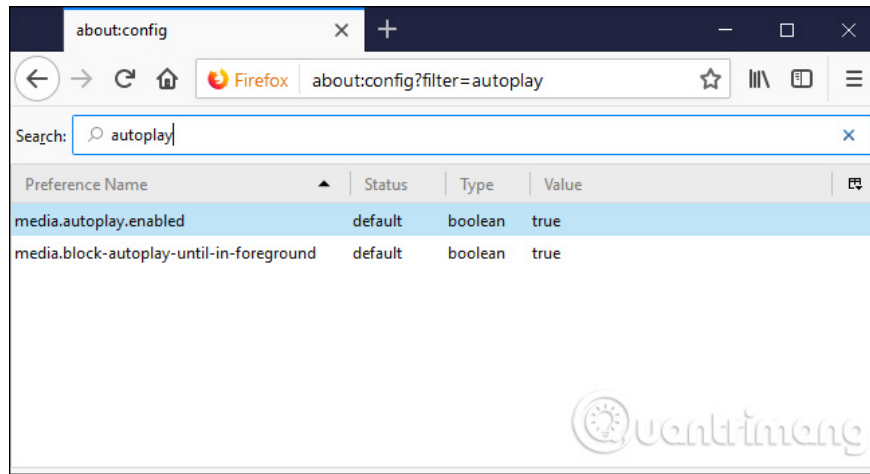 about:config
Firefox about:config?filter=autoplay
Search: autoplay
Preference Name Status Type Value
media.autoplay.enabled default boolean true
media.block-autoplay-until-in-foreground default boolean true
Quantrimang